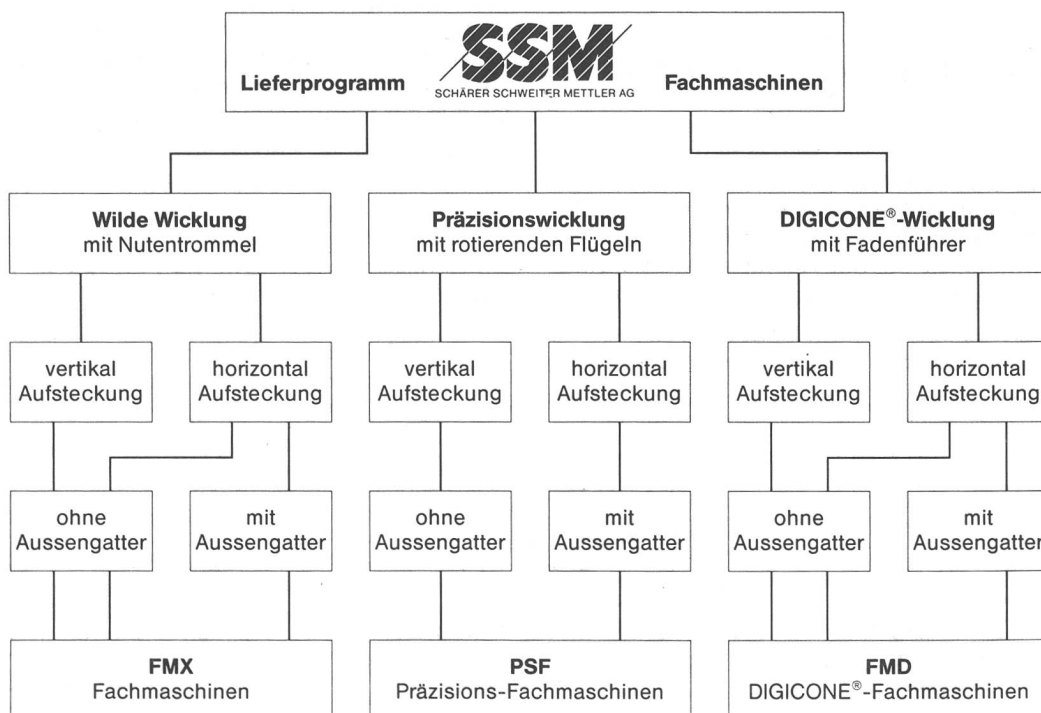 SSM
Lieferprogramm
SCHÄRER SCHWEITER METTLER AG
Fachmaschinen
Wilde Wicklung
mit Nutentrommel
Präzisionswicklung
mit rotierenden Flügeln
DIGICONE®-Wicklung
mit Fadenführer
vertikal
Aufsteckung
horizontal
Aufsteckung
vertikal
Aufsteckung
horizontal
Aufsteckung
vertikal
Aufsteckung
horizontal
Aufsteckung
ohne
Aussengatter
mit
Aussengatter
ohne
Aussengatter
mit
Aussengatter
ohne
Aussengatter
mit
Aussengatter
FMX
Fachmaschinen
PSF
Präzisions-Fachmaschinen
FMD
DIGICONE®-Fachmaschinen